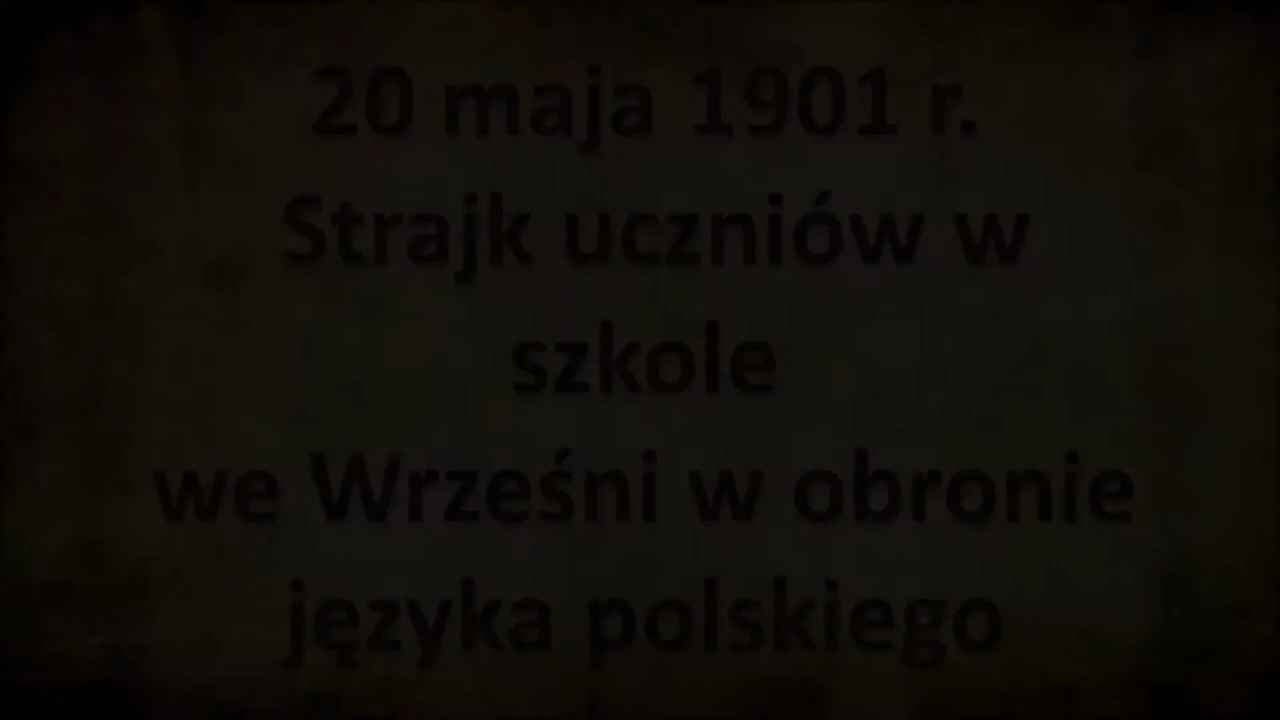 20 maja 1901 r.
Strajk uczniów w
szkole
we Wrześni w obronie
języka polskiego